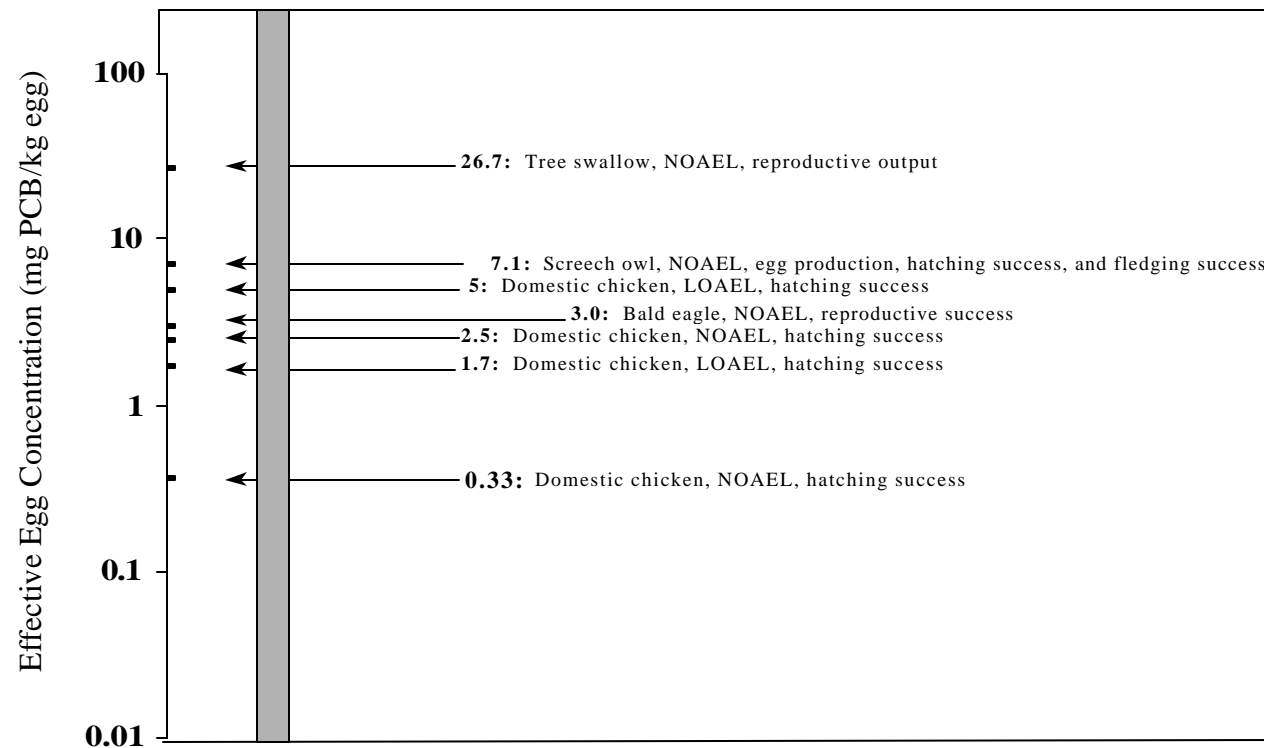 Effective Egg Concentration (mg PCB/kg egg)
100
26.7: Tree swallow, NOAEL, reproductive output
10
7.1: Screech owl, NOAEL, egg production, hatching success, and fledging success
5: Domestic chicken, LOAEL, hatching success
3.0: Bald eagle, NOAEL, reproductive success
2.5: Domestic chicken, NOAEL, hatching success
1.7: Domestic chicken, LOAEL, hatching success
1
0.33: Domestic chicken, NOAEL, hatching success
0.1
0.01